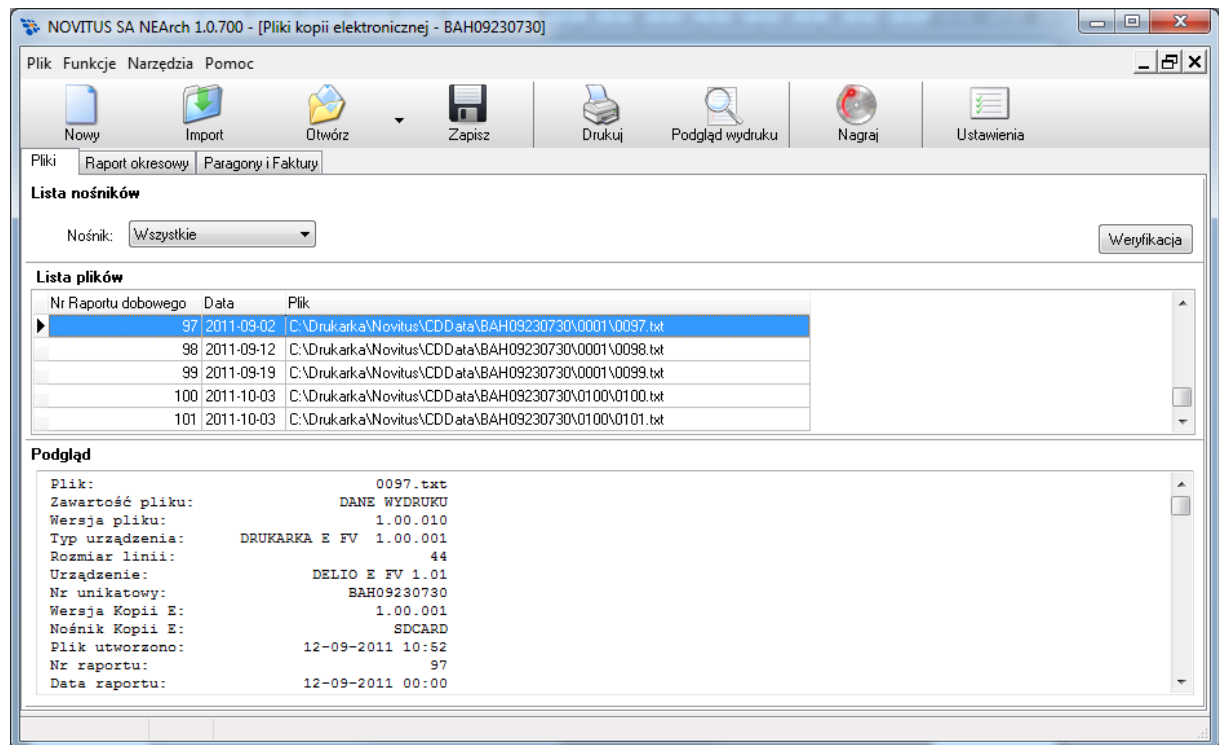 NOVITUS SA NEArch 1.0.700 - [Pliki kopii elektronicznej - BAH09230730]
Plik Funkcje Narzędzia Pomoc
Nowy Import Otwórz Zapisz Drukuj Podgląd wydruku Nagraj Ustawienia
Pliki Raport okresowy Paragony i Faktury
Lista nośników
Nośnik: Wszystkie Weryfikacja
Lista plików
Nr Raportu dobowego Data Plik
97 2011-09-02 C:\Drukarka\Novitus\CDData\BAH09230730\0001\0097.txt
98 2011-09-12 C:\Drukarka\Novitus\CDData\BAH09230730\0001\0098.txt
99 2011-09-19 C:\Drukarka\Novitus\CDData\BAH09230730\0001\0099.txt
100 2011-10-03 C:\Drukarka\Novitus\CDData\BAH09230730\0100\0100.txt
101 2011-10-03 C:\Drukarka\Novitus\CDData\BAH09230730\0100\0101.txt
Podgląd
Plik: 0097.txt
Zawartość pliku: DANE WYDRUKU
Wersja pliku: 1.00.010
Typ urządzenia: DRUKARKA E FV 1.00.001
Rozmiar linii: 44
Urządzenie: DELIO E FV 1.01
Nr unikatowy: BAH09230730
Wersja Kopii E: 1.00.001
Nośnik Kopii E: SDCARD
Plik utworzono: 12-09-2011 10:52
Nr raportu: 97
Data raportu: 12-09-2011 00:00